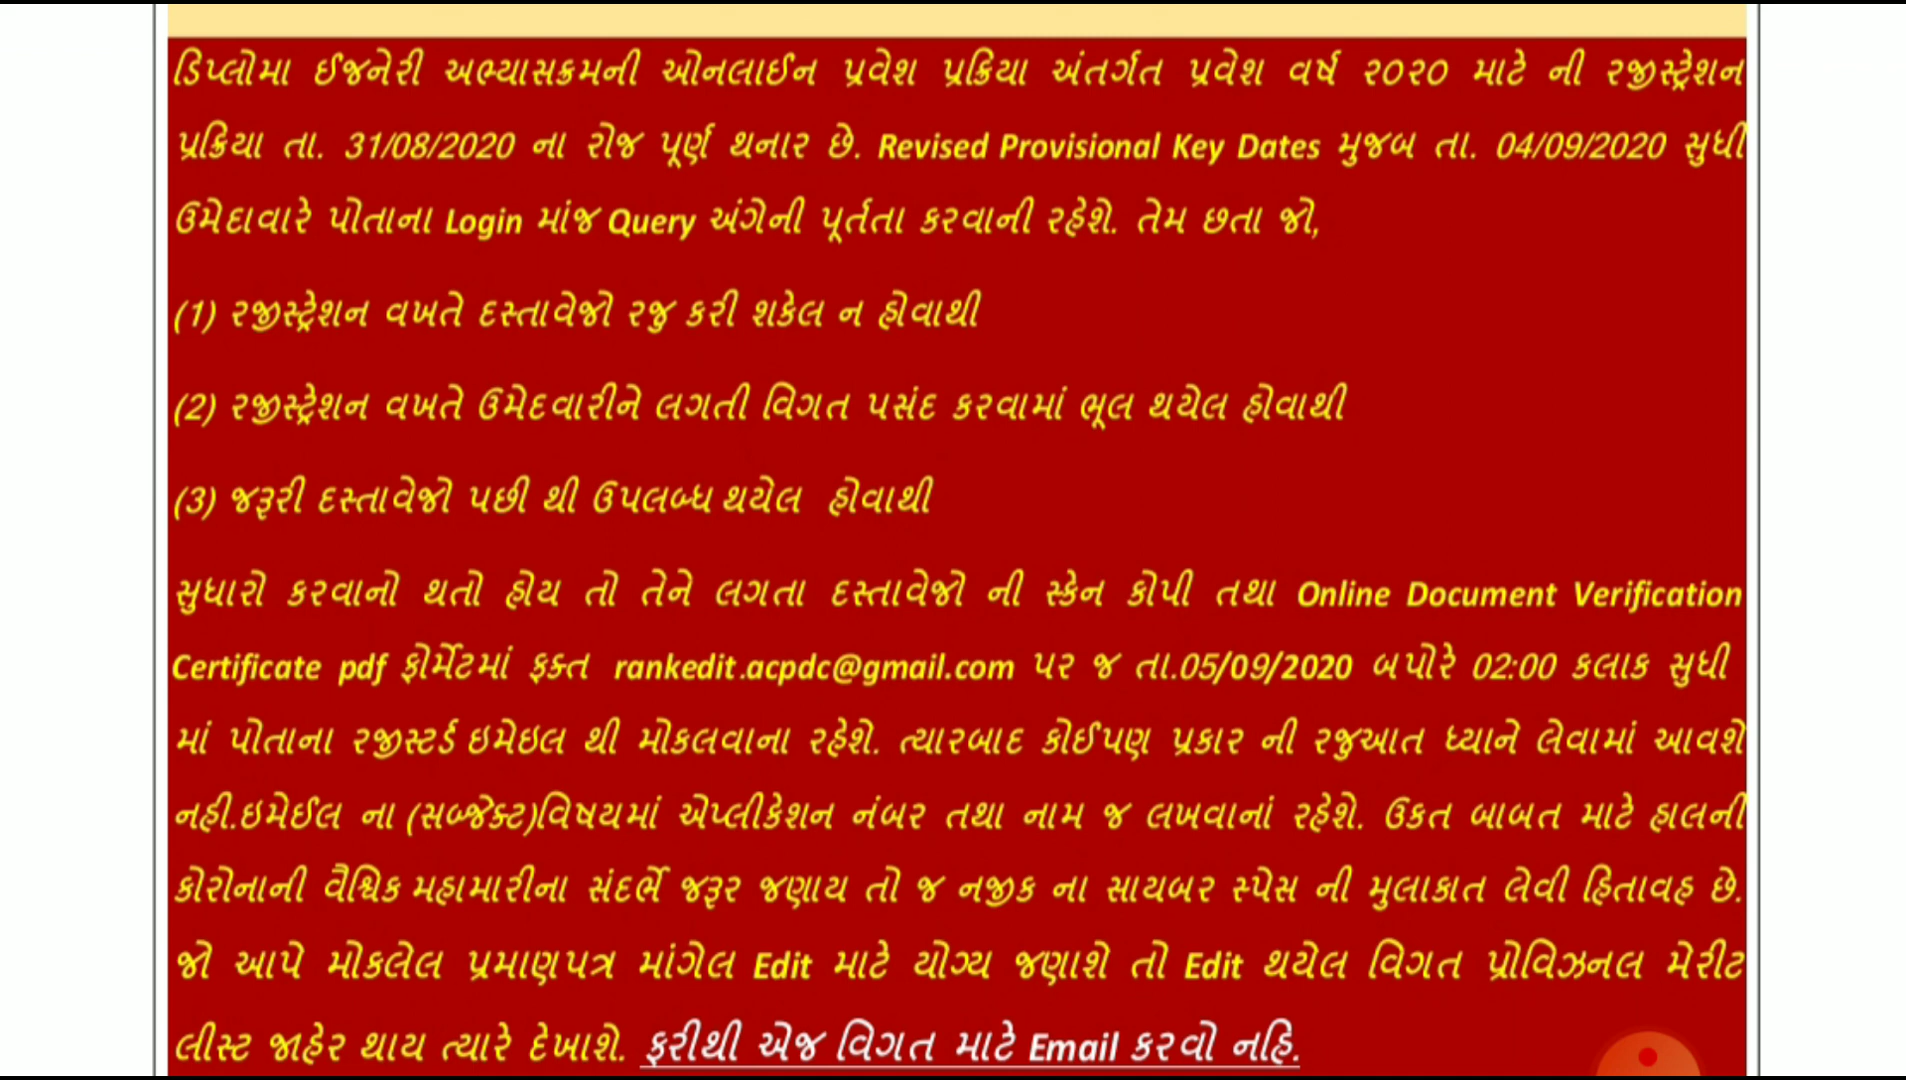 ડિપ્લોમા ઈજનેરી અભ્યાસક્રમની ઓનલાઈન પ્રવેશ પ્રક્રિયા અંતર્ગત પ્રવેશ વર્ષ ૨૦૨૦ માટે ની રજીસ્ટ્રેશન
પ્રક્રિયા તા. 31/08/2020 ના રોજ પૂર્ણ થનાર છે. Revised Provisional Key Dates મુજબ તા. 04/09/2020 સુધી
ઉમેદાવારે પોતાના Login માંજ Query અંગેની પૂર્તતા કરવાની રહેશે. તેમ છતા જો,
(1) રજીસ્ટ્રેશન વખતે દસ્તાવેજો રજુ કરી શકેલ ન હોવાથી
(2) રજીસ્ટ્રેશન વખતે ઉમેદવારીને લગતી વિગત પસંદ કરવામાં ભૂલ થયેલ હોવાથી
(3) જરૂરી દસ્તાવેજો પછી થી ઉપલબ્ધ થયેલ હોવાથી
સુધારો કરવાનો થતો હોય તો તેને લગતા દસ્તાવેજો ની સ્કેન કોપી તથા Online Document Verification
Certificate pdf ફોર્મેટમાં ફક્ત rankedit.acpdc@gmail.com પર જ તા.05/09/2020 બપોરે 02:00 કલાક સુધી
માં પોતાના રજીસ્ટર્ડ ઇમેઇલ થી મોકલવાના રહેશે. ત્યારબાદ કોઈપણ પ્રકાર ની રજુઆત ધ્યાને લેવામાં આવશે
નહી.ઇમેઈલ ના (સબ્જેક્ટ)વિષયમાં એપ્લીકેશન નંબર તથા નામ જ લખવાનાં રહેશે. ઉકત બાબત માટે હાલની
કોરોનાની વૈશ્વિક મહામારીના સંદર્ભે જરૂર જણાય તો જ નજીક ના સાયબર સ્પેસ ની મુલાકાત લેવી હિતાવહ છે.
જો આપે મોકલેલ પ્રમાણપત્ર માંગેલ Edit માટે યોગ્ય જણાશે તો Edit થયેલ વિગત પ્રોવિઝનલ મેરીટ
લીસ્ટ જાહેર થાય ત્યારે દેખાશે. ફરીથી એજ વિગત માટે Email કરવો નહિ.